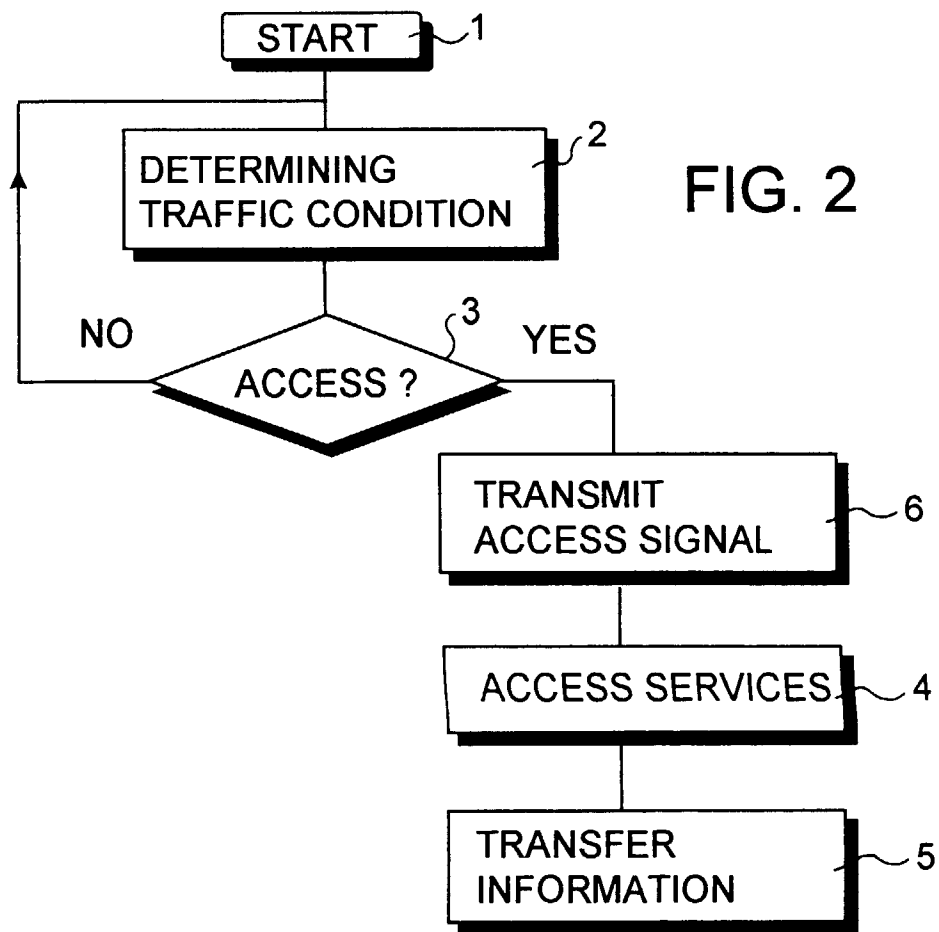 START
1
DETERMINING
TRAFFIC CONDITION
2
FIG. 2
NO
3
YES
ACCESS ?
TRANSMIT
ACCESS SIGNAL
6
ACCESS SERVICES
4
TRANSFER
INFORMATION
5